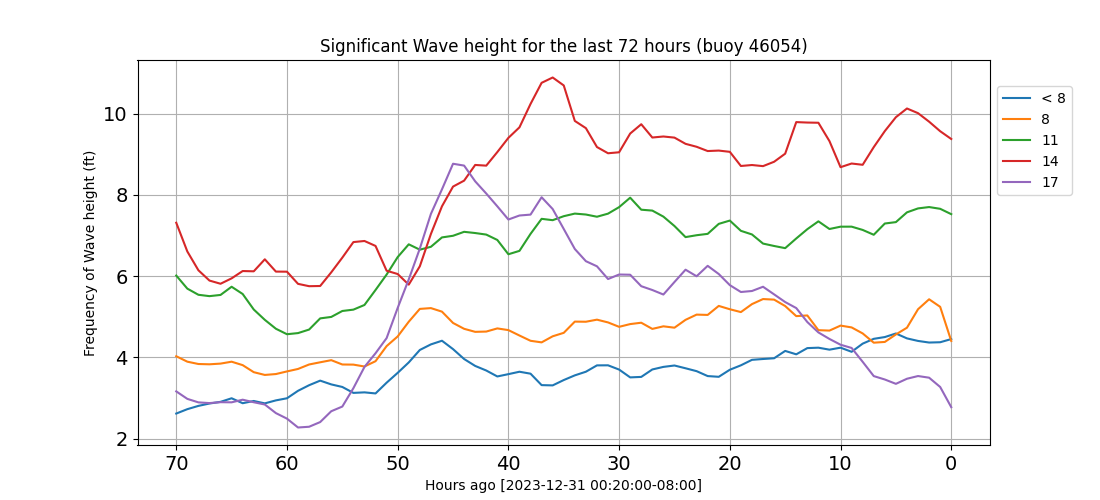 Significant Wave height for the last 72 hours (buoy 46054)
Frequency of Wave height (ft)
10
8
6
4
2
70 60 50 40 30 20 10 0
Hours ago [2023-12-31 00:20:00-08:00]
< 8
8
11
14
17